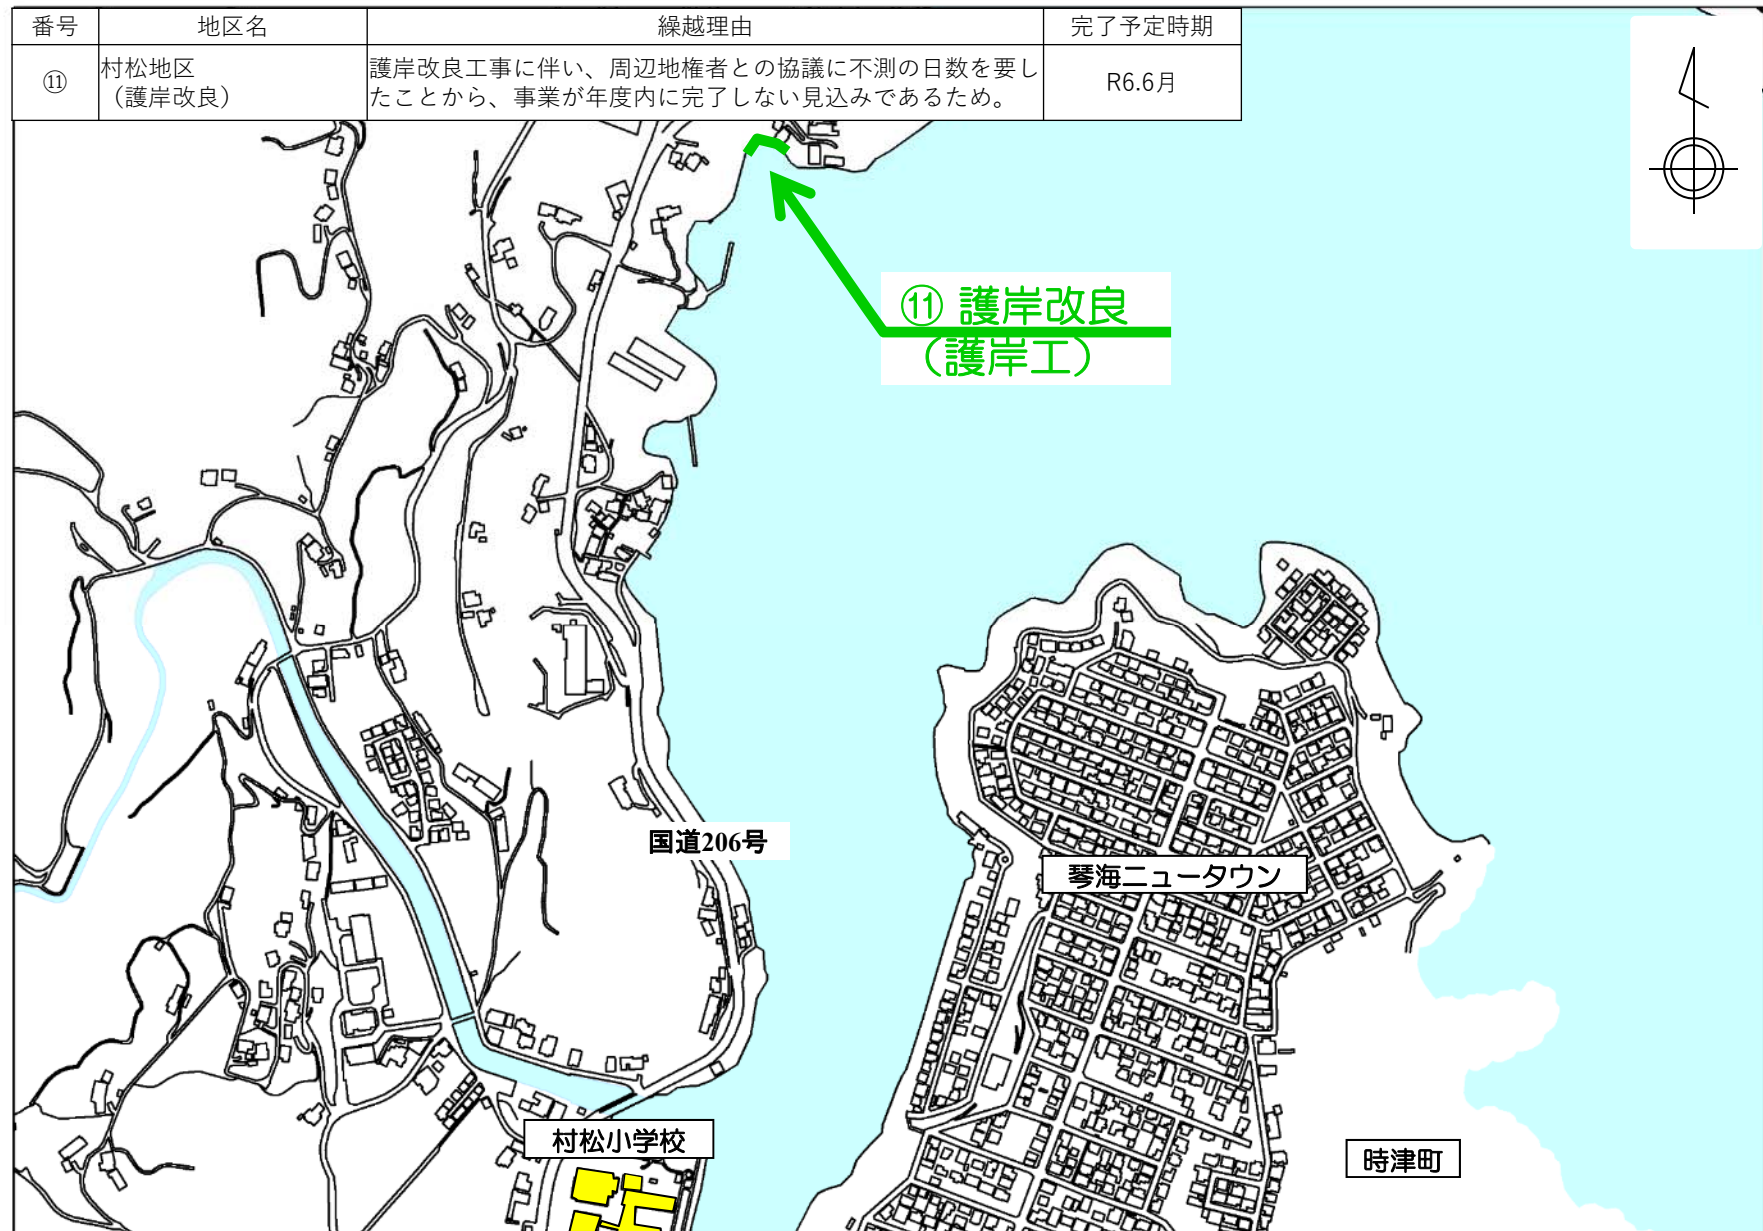 番号 地区名 繰越理由 完了予定時期
⑪ 村松地区
（護岸改良）
護岸改良工事に伴い、周辺地権者との協議に不測の日数を要し
たことから、事業が年度内に完了しない見込みであるため。
R6.6月
⑪ 護岸改良
（護岸工）
国道206号
琴海ニュータウン
村松小学校
時津町